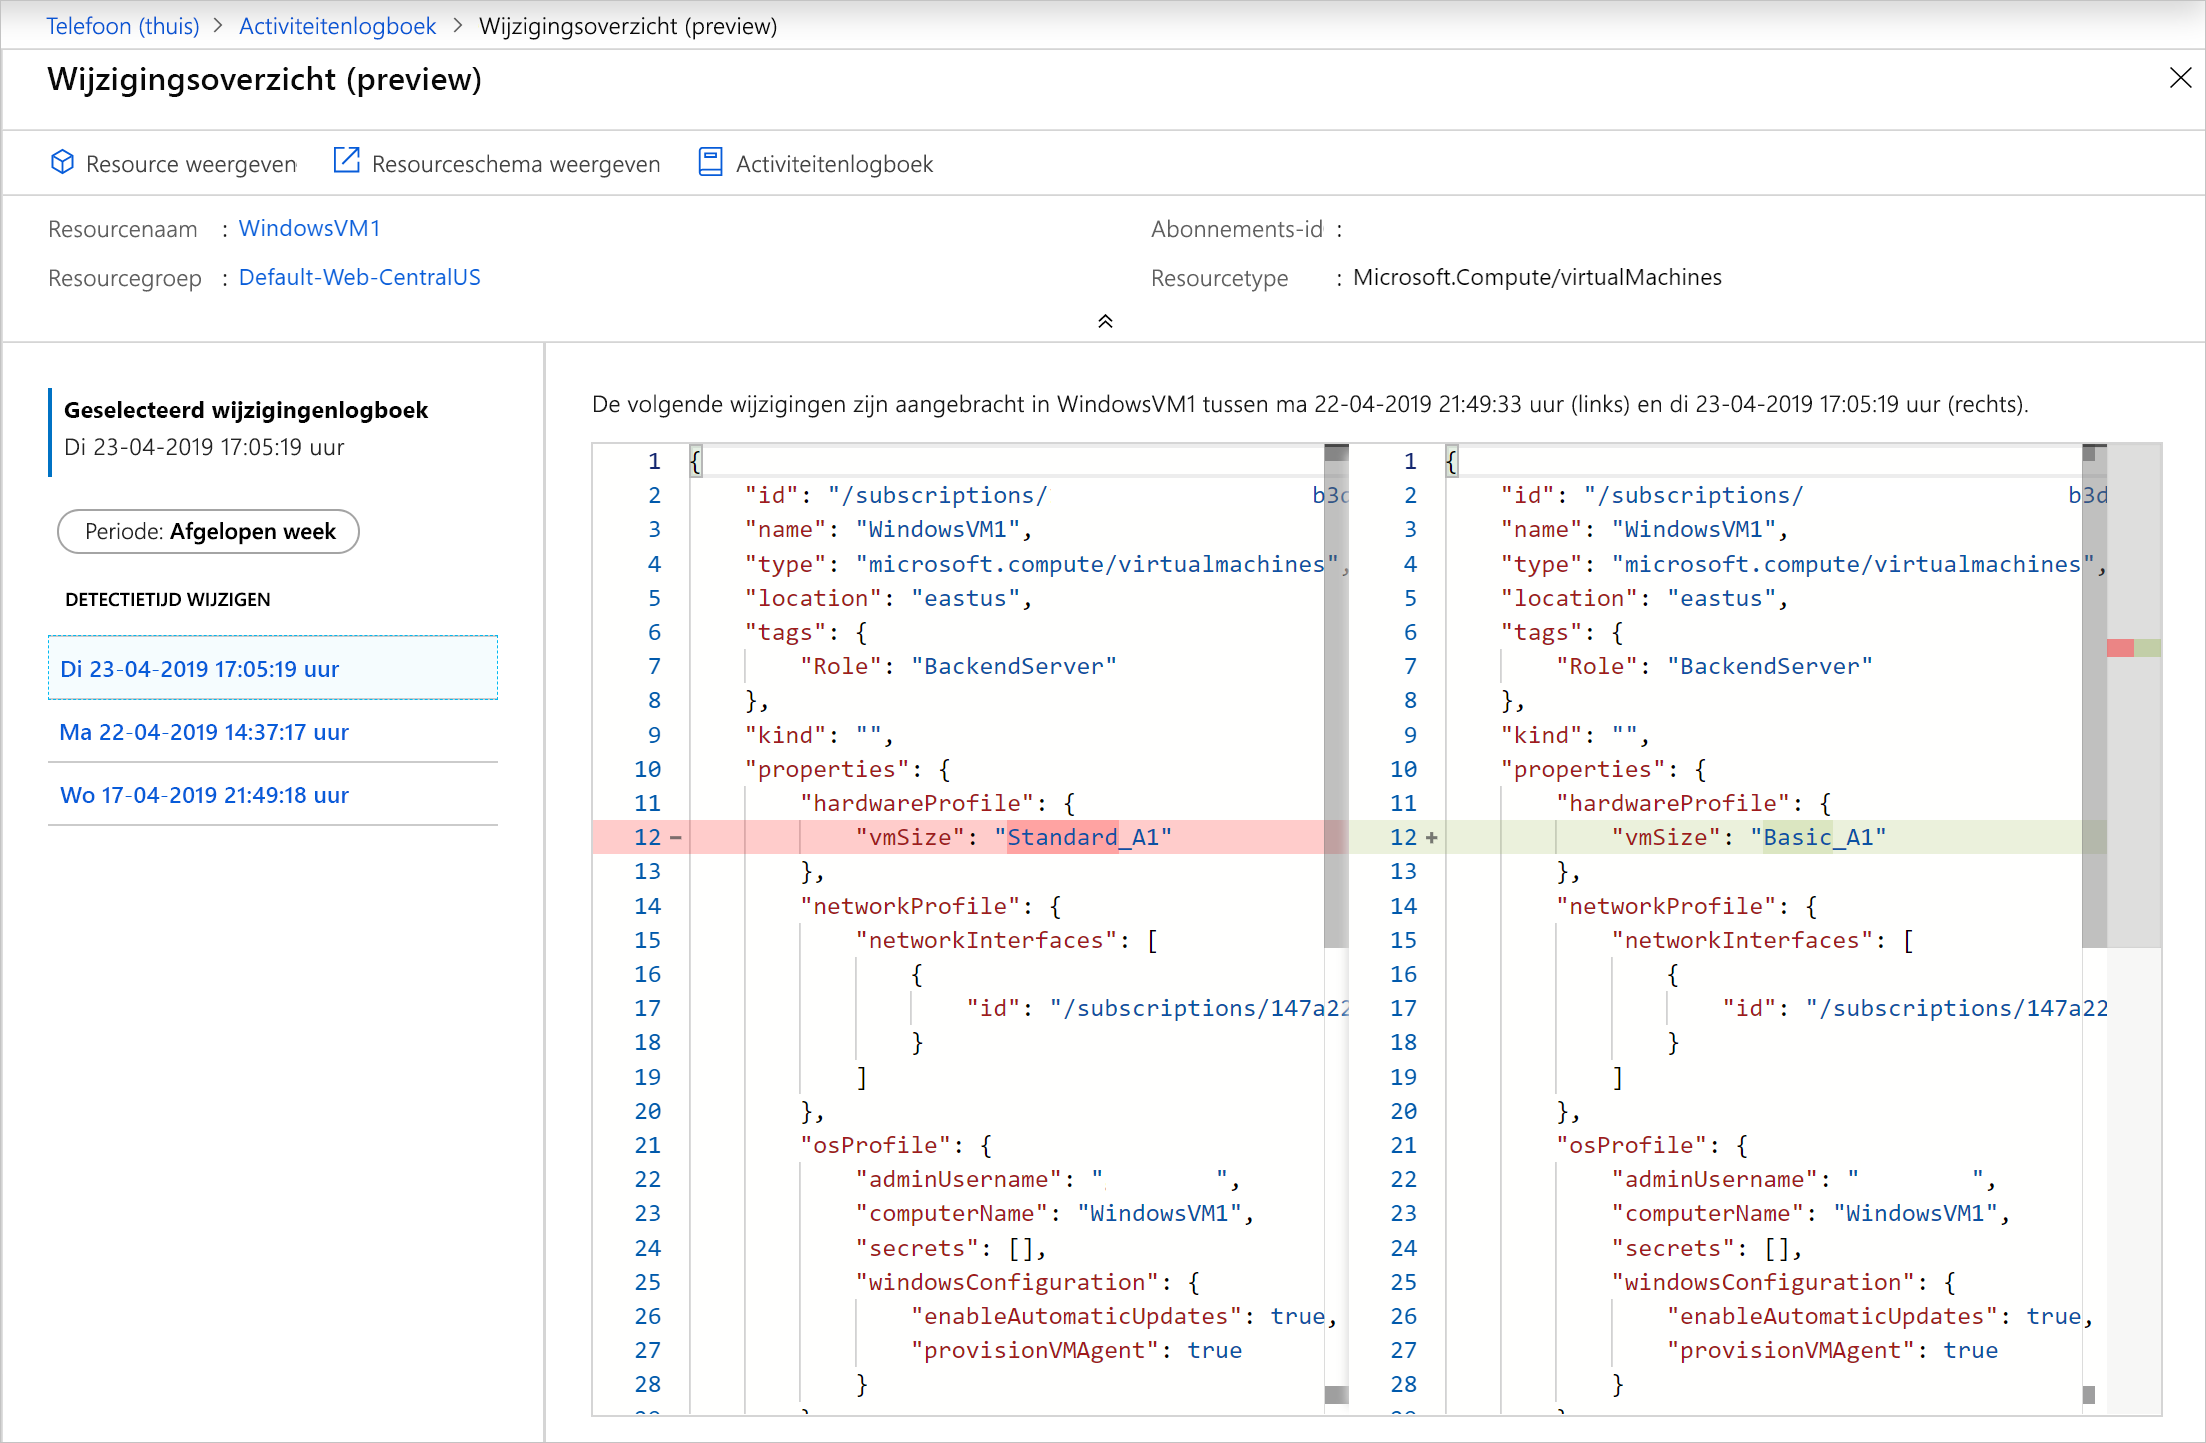 Telefoon (thuis) > Activiteitenlogboek > Wijzigingsoverzicht (preview)
Wijzigingsoverzicht (preview)
Resource weergeven Resourceschema weergeven Activiteitenlogboek
Resourcenaam : WindowsVM1 Abonnements-id :
Resourcegroep : Default-Web-CentralUS Resourcetype : Microsoft.Compute/virtualMachines
Geselecteerd wijzigingenlogboek
Di 23-04-2019 17:05:19 uur
Periode: Afgelopen week
DETECTIETIJD WIJZIGEN
Di 23-04-2019 17:05:19 uur
Ma 22-04-2019 14:37:17 uur
Wo 17-04-2019 21:49:18 uur
De volgende wijzigingen zijn aangebracht in WindowsVM1 tussen ma 22-04-2019 21:49:33 uur (links) en di 23-04-2019 17:05:19 uur (rechts).
1 {
2 "id": "/subscriptions/ b3d
3 "name": "WindowsVM1",
4 "type": "microsoft.compute/virtualmachines",
5 "location": "eastus",
6 "tags": {
7 "Role": "BackendServer"
8 },
9 "kind": "",
10 "properties": {
11 "hardwareProfile": {
12 - "vmSize": "Standard_A1"
13 },
14 "networkProfile": {
15 "networkInterfaces": [
16 {
17 "id": "/subscriptions/147a22
18 }
19 ]
20 },
21 "osProfile": {
22 "adminUsername": " ",
23 "computerName": "WindowsVM1",
24 "secrets": [],
25 "windowsConfiguration": {
26 "enableAutomaticUpdates": true,
27 "provisionVMAgent": true
28 }
1 {
2 "id": "/subscriptions/ b3d
3 "name": "WindowsVM1",
4 "type": "microsoft.compute/virtualmachines",
5 "location": "eastus",
6 "tags": {
7 "Role": "BackendServer"
8 },
9 "kind": "",
10 "properties": {
11 "hardwareProfile": {
12 + "vmSize": "Basic_A1"
13 },
14 "networkProfile": {
15 "networkInterfaces": [
16 {
17 "id": "/subscriptions/147a22
18 }
19 ]
20 },
21 "osProfile": {
22 "adminUsername": " ",
23 "computerName": "WindowsVM1",
24 "secrets": [],
25 "windowsConfiguration": {
26 "enableAutomaticUpdates": true,
27 "provisionVMAgent": true
28 }